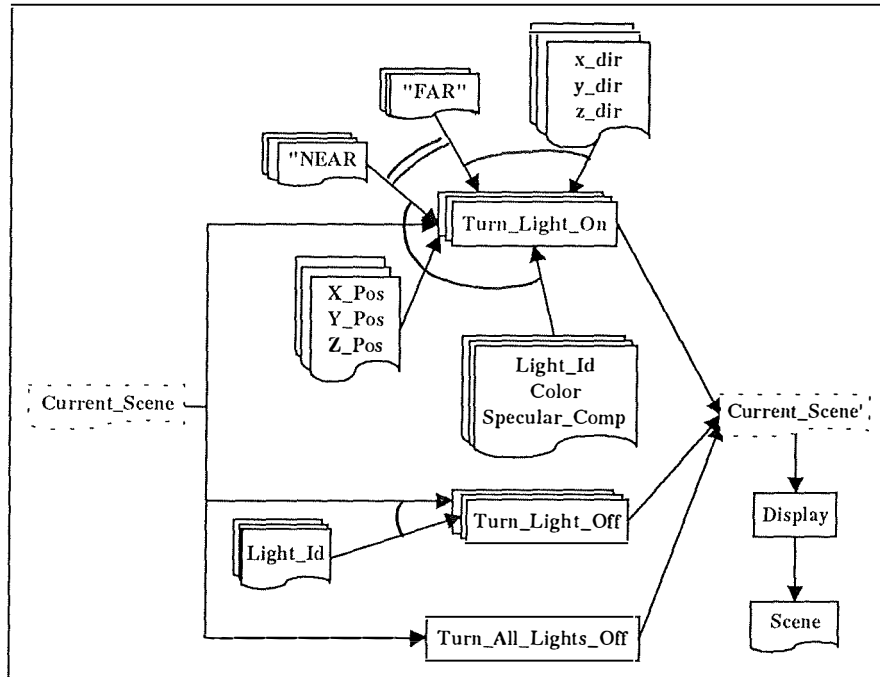 x_dir
y_dir
z_dir
"FAR"
"NEAR
Turn_Light_On
X_Pos
Y_Pos
Z_Pos
Light_Id
Color
Specular_Comp
Current_Scene
Current_Scene'
Turn_Light_Off
Display
Light_Id
Scene
Turn_All_Lights_Off